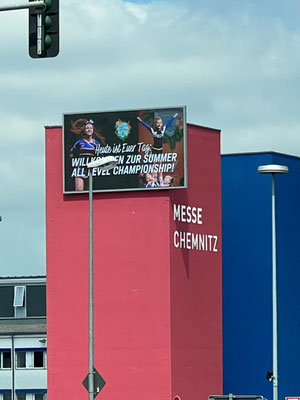 Heute ist Euer Tag:
WILLKOMMEN ZUR SUMMER
ALL LEVEL CHAMPIONSHIP!
MESSE
CHEMNITZ